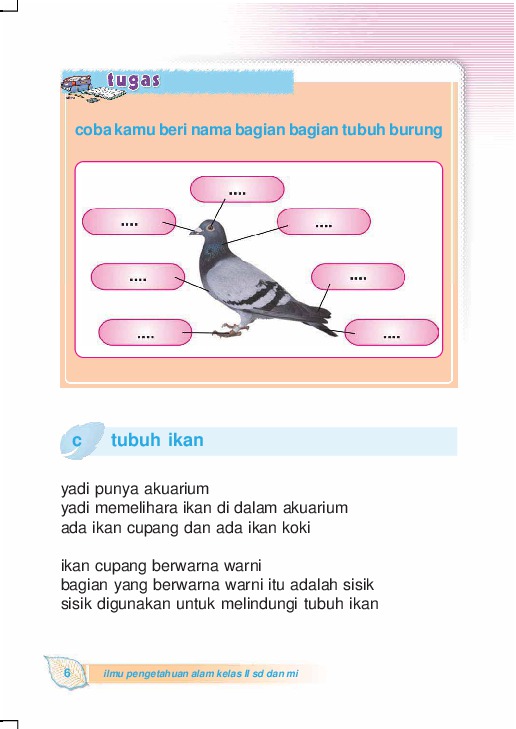 tugas
coba kamu beri nama bagian bagian tubuh burung
....
....
....
....
....
....
....
c tubuh ikan
yadi punya akuarium
yadi memelihara ikan di dalam akuarium
ada ikan cupang dan ada ikan koki
ikan cupang berwarna warni
bagian yang berwarna warni itu adalah sisik
sisik digunakan untuk melindungi tubuh ikan
6 ilmu pengetahuan alam kelas II sd dan mi